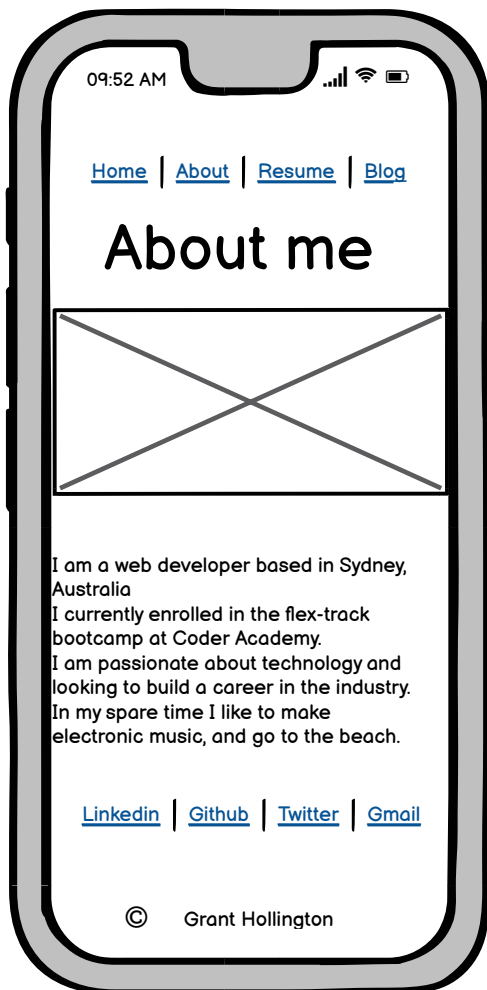 09:52 AM
Home | About | Resume | Blog
About me
I am a web developer based in Sydney,
Australia
I currently enrolled in the flex-track
bootcamp at Coder Academy.
I am passionate about technology and
looking to build a career in the industry.
In my spare time I like to make
electronic music, and go to the beach.
Linkedin | Github | Twitter | Gmail
© Grant Hollington